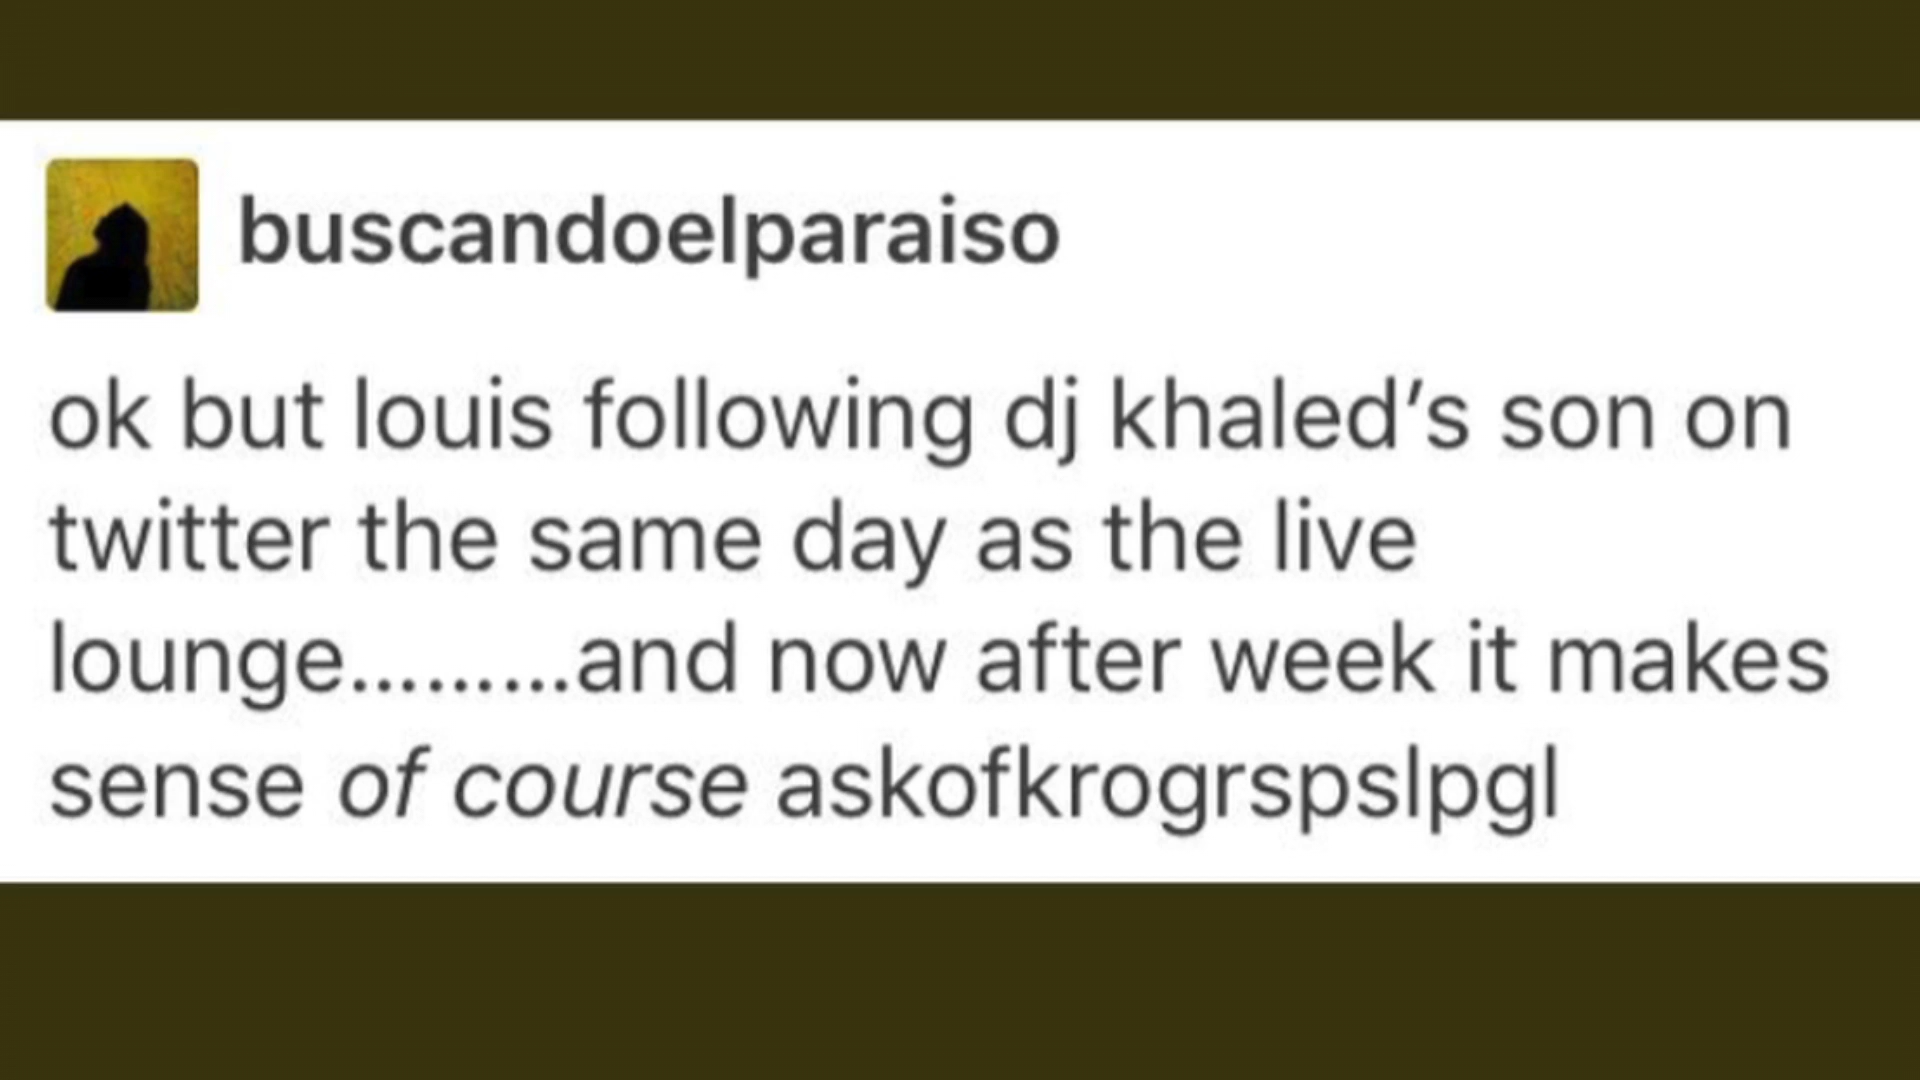 buscandoelparaiso
ok but louis following dj khaled’s son on
twitter the same day as the live
lounge.........and now after week it makes
sense of course askofkrogrspslpgl